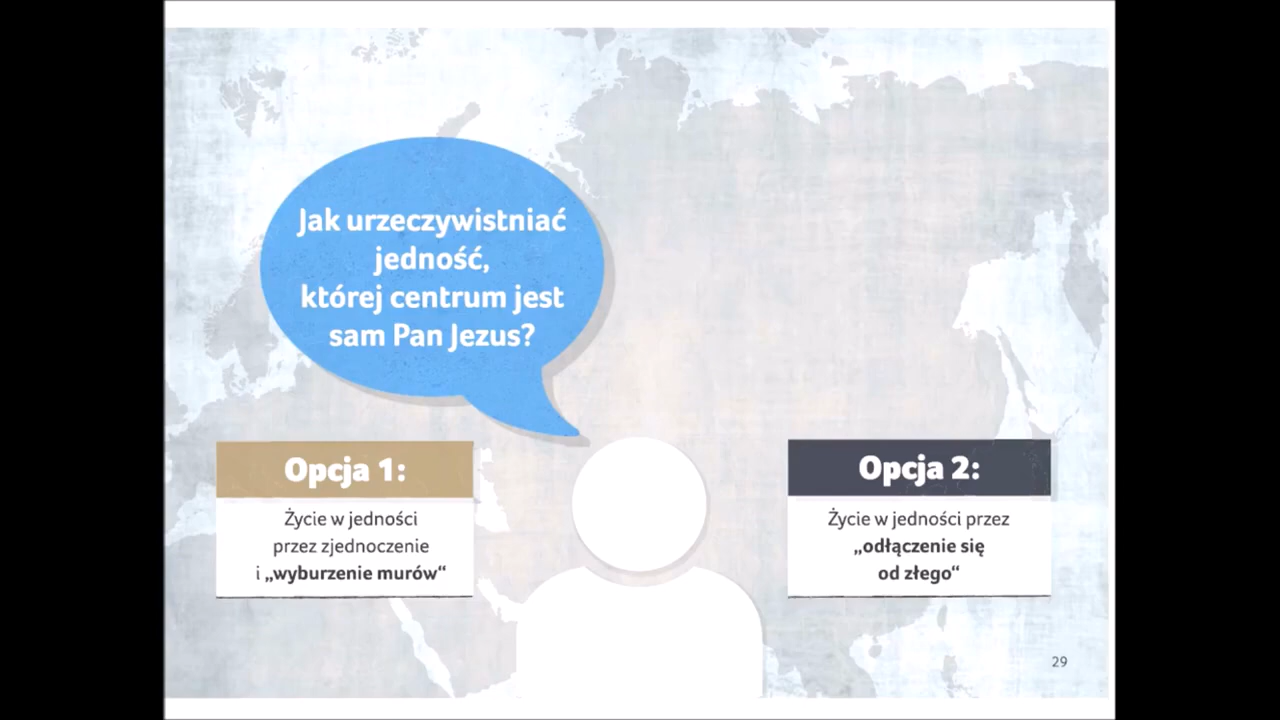 Jak urzeczywistniać
jedność,
której centrum jest
sam Pan Jezus?
Opcja 1:
Życie w jedności
przez zjednoczenie
i „wyburzenie murów“
Opcja 2:
Życie w jedności przez
„odłączenie się
od złego“
29